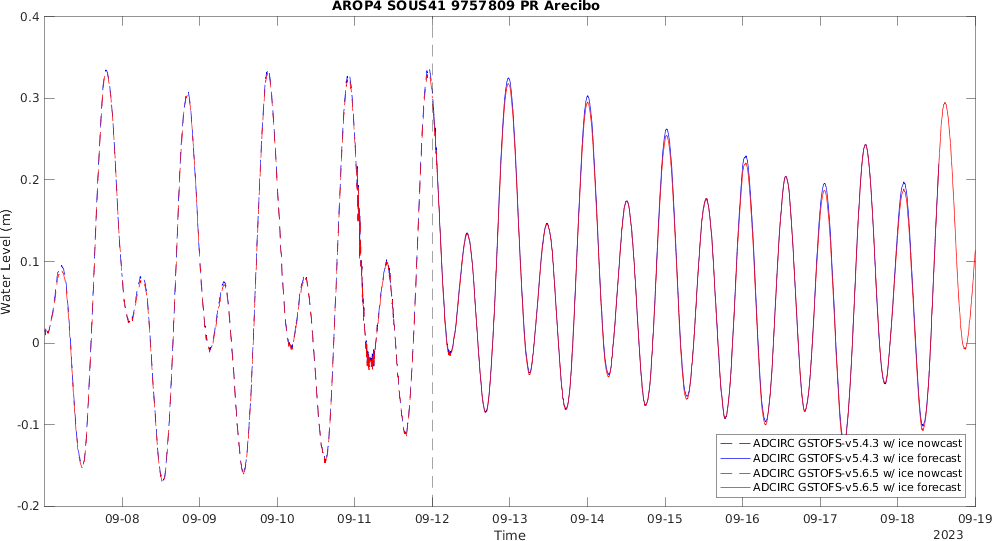 AROP4 SOUS41 9757809 PR Arecibo
0.4
0.3
0.2
0.1
0
-0.1
-0.2
Water Level (m)
ADCIRC GSTOFS-v5.4.3 w/ ice nowcast
ADCIRC GSTOFS-v5.4.3 w/ ice forecast
ADCIRC GSTOFS-v5.6.5 w/ ice nowcast
ADCIRC GSTOFS-v5.6.5 w/ ice forecast
09-08 09-09 09-10 09-11 09-12 09-13 09-14 09-15 09-16 09-17 09-18 09-19
Time
2023